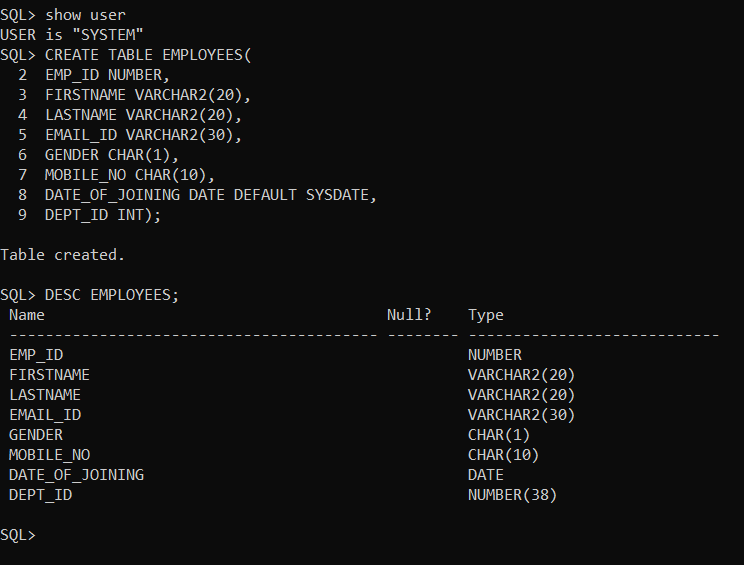 SQL> show user
USER is "SYSTEM"
SQL> CREATE TABLE EMPLOYEES(
  2  EMP_ID NUMBER,
  3  FIRSTNAME VARCHAR2(20),
  4  LASTNAME VARCHAR2(20),
  5  EMAIL_ID VARCHAR2(30),
  6  GENDER CHAR(1),
  7  MOBILE_NO CHAR(10),
  8  DATE_OF_JOINING DATE DEFAULT SYSDATE,
  9  DEPT_ID INT);

Table created.

SQL> DESC EMPLOYEES;
 Name                                      Null?    Type
 ----------------------------------------- -------- ----------------------------
 EMP_ID                                             NUMBER
 FIRSTNAME                                          VARCHAR2(20)
 LASTNAME                                           VARCHAR2(20)
 EMAIL_ID                                           VARCHAR2(30)
 GENDER                                             CHAR(1)
 MOBILE_NO                                          CHAR(10)
 DATE_OF_JOINING                                    DATE
 DEPT_ID                                            NUMBER(38)

SQL>